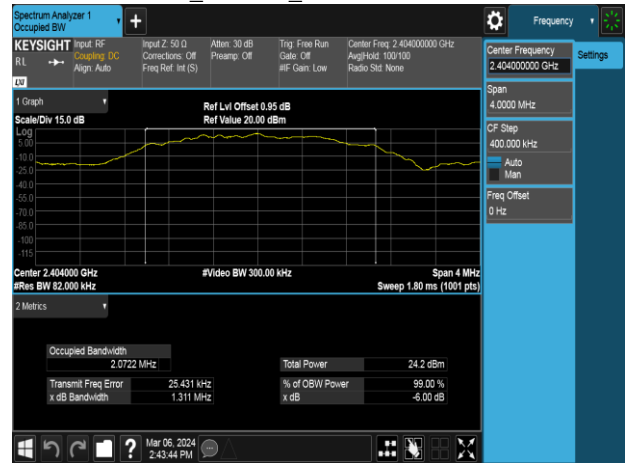 Spectrum Analyzer 1
Occupied BW
Frequency
KEYSIGHT
Input: RF
Input Z: 50 Ω
Atten: 30 dB
Trig: Free Run
Center Freq: 2.404000000 GHz
RL
Coupling: DC
Corrections: Off
Preamp: Off
Gate: Off
Avg|Hold: 100/100
Align: Auto
Freq Ref: Int (S)
#IF Gain: Low
Radio Std: None
LXI
Center Frequency
2.404000000 GHz
Settings
Span
4.0000 MHz
CF Step
400.000 kHz
Auto
Man
Freq Offset
0 Hz
1 Graph
Ref Lvl Offset 0.95 dB
Scale/Div 15.0 dB
Ref Value 20.00 dBm
Log
5.00
-10.0
-25.0
-40.0
-55.0
-70.0
-85.0
-100
-115
Center 2.404000 GHz
#Video BW 300.00 kHz
Span 4 MHz
#Res BW 82.000 kHz
Sweep 1.80 ms (1001 pts)
2 Metrics
Occupied Bandwidth
2.0722 MHz
Total Power
24.2 dBm
Transmit Freq Error
25.431 kHz
% of OBW Power
99.00 %
x dB Bandwidth
1.311 MHz
x dB
-6.00 dB
?
Mar 06, 2024
2:43:44 PM